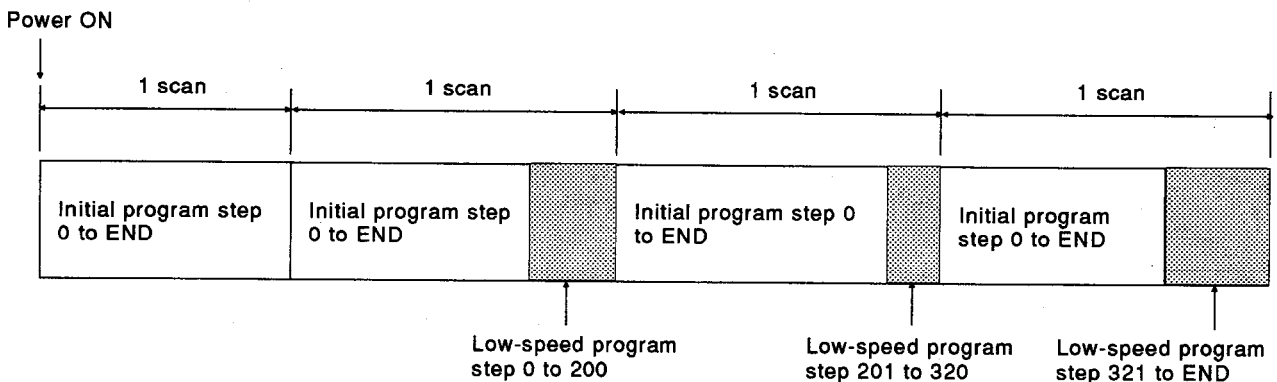 Power ON
1 scan
1 scan
1 scan
1 scan
Initial program step
0 to END
Initial program step
0 to END
Initial program step 0
to END
Initial program
step 0 to END
Low-speed program
step 0 to 200
Low-speed program
step 201 to 320
Low-speed program
step 321 to END